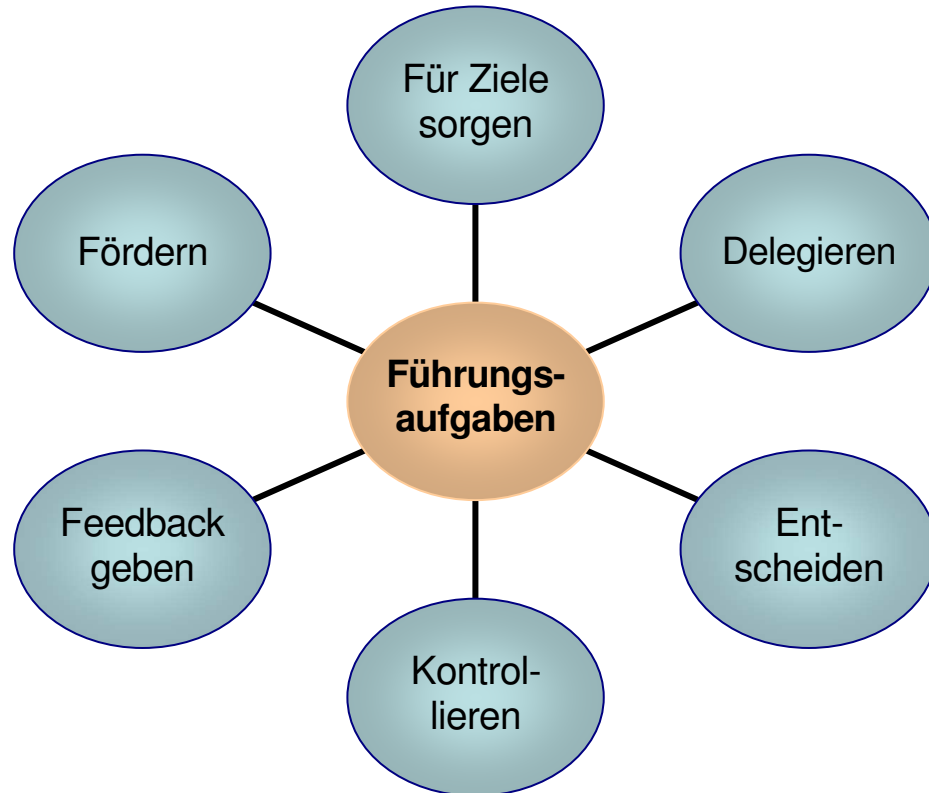 Für Ziele
sorgen
Fördern
Delegieren
Führungs-
aufgaben
Feedback
geben
Ent-
scheiden
Kontrol-
lieren